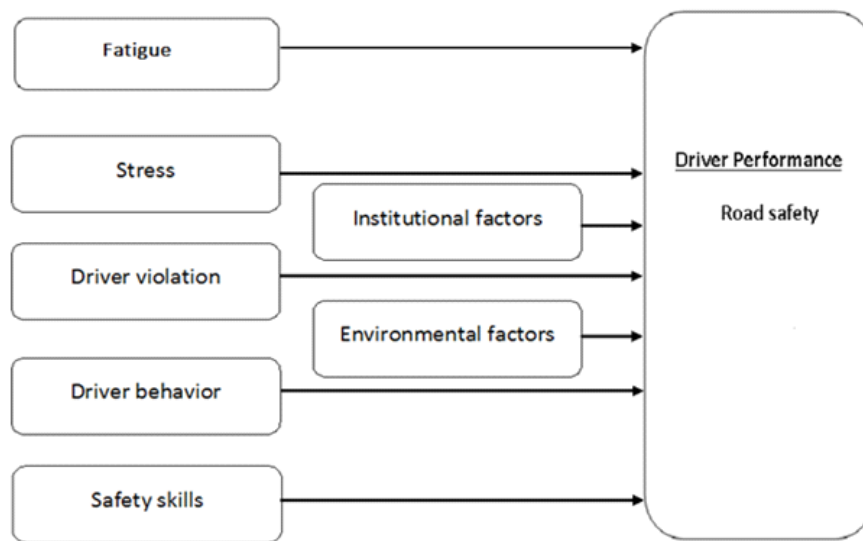 Fatigue
Stress
Institutional factors
Driver violation
Environmental factors
Driver behavior
Safety skills
Driver Performance
Road safety